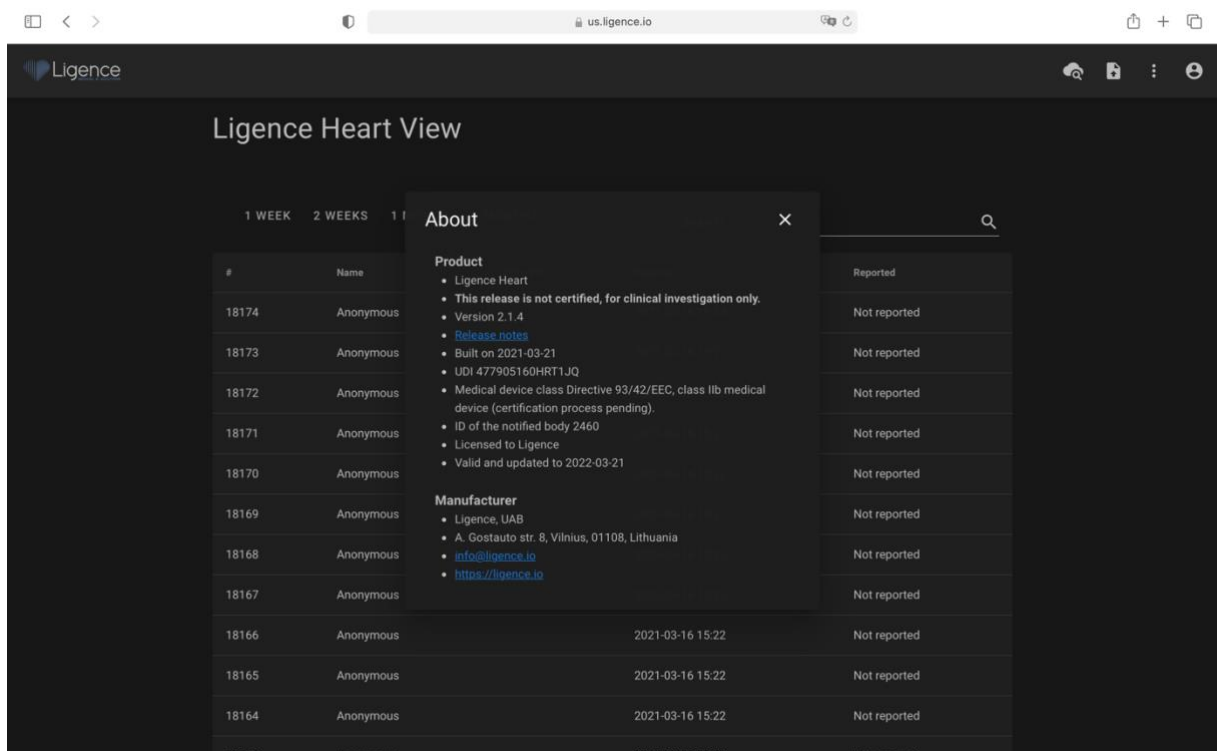 us.ligence.io
Ligence
Ligence Heart View
1 WEEK 2 WEEKS
About
# Name Reported
Product
• Ligence Heart
• This release is not certified, for clinical investigation only.
• Version 2.1.4
• Release notes
• Built on 2021-03-21
• UDI 477905160HRT1JQ
• Medical device class Directive 93/42/EEC, class IIb medical
device (certification process pending).
• ID of the notified body 2460
• Licensed to Ligence
• Valid and updated to 2022-03-21
Manufacturer
• Ligence, UAB
• A. Gostauto str. 8, Vilnius, 01108, Lithuania
• info@ligence.io
• https://ligence.io
18174 Anonymous Not reported
18173 Anonymous Not reported
18172 Anonymous Not reported
18171 Anonymous Not reported
18170 Anonymous Not reported
18169 Anonymous Not reported
18168 Anonymous Not reported
18167 Anonymous Not reported
18166 Anonymous 2021-03-16 15:22 Not reported
18165 Anonymous 2021-03-16 15:22 Not reported
18164 Anonymous 2021-03-16 15:22 Not reported